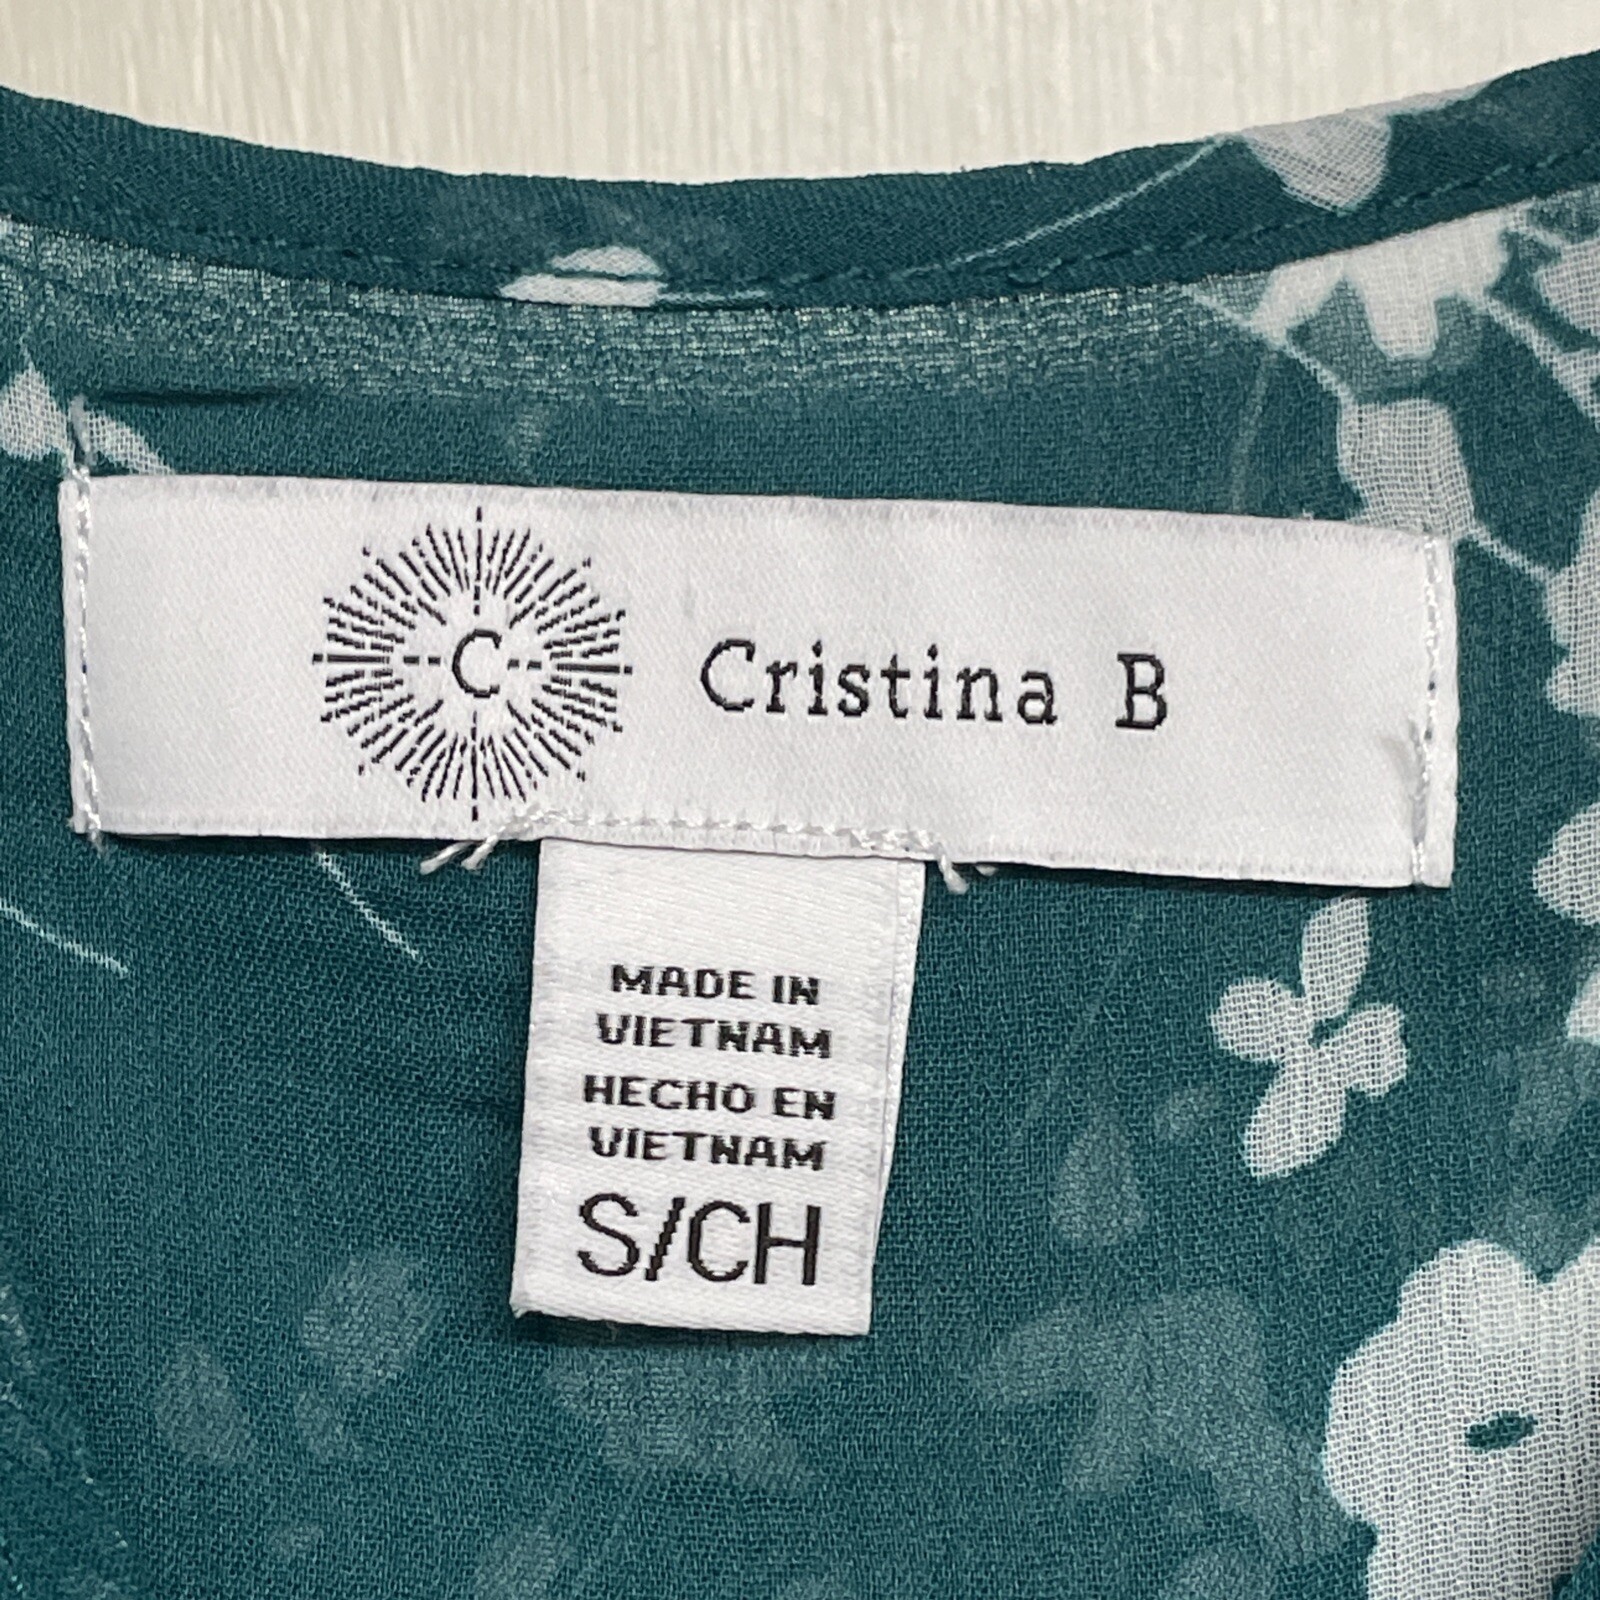 C
Cristina B
MADE IN
VIETNAM
HECHO EN
VIETNAM
S/CH